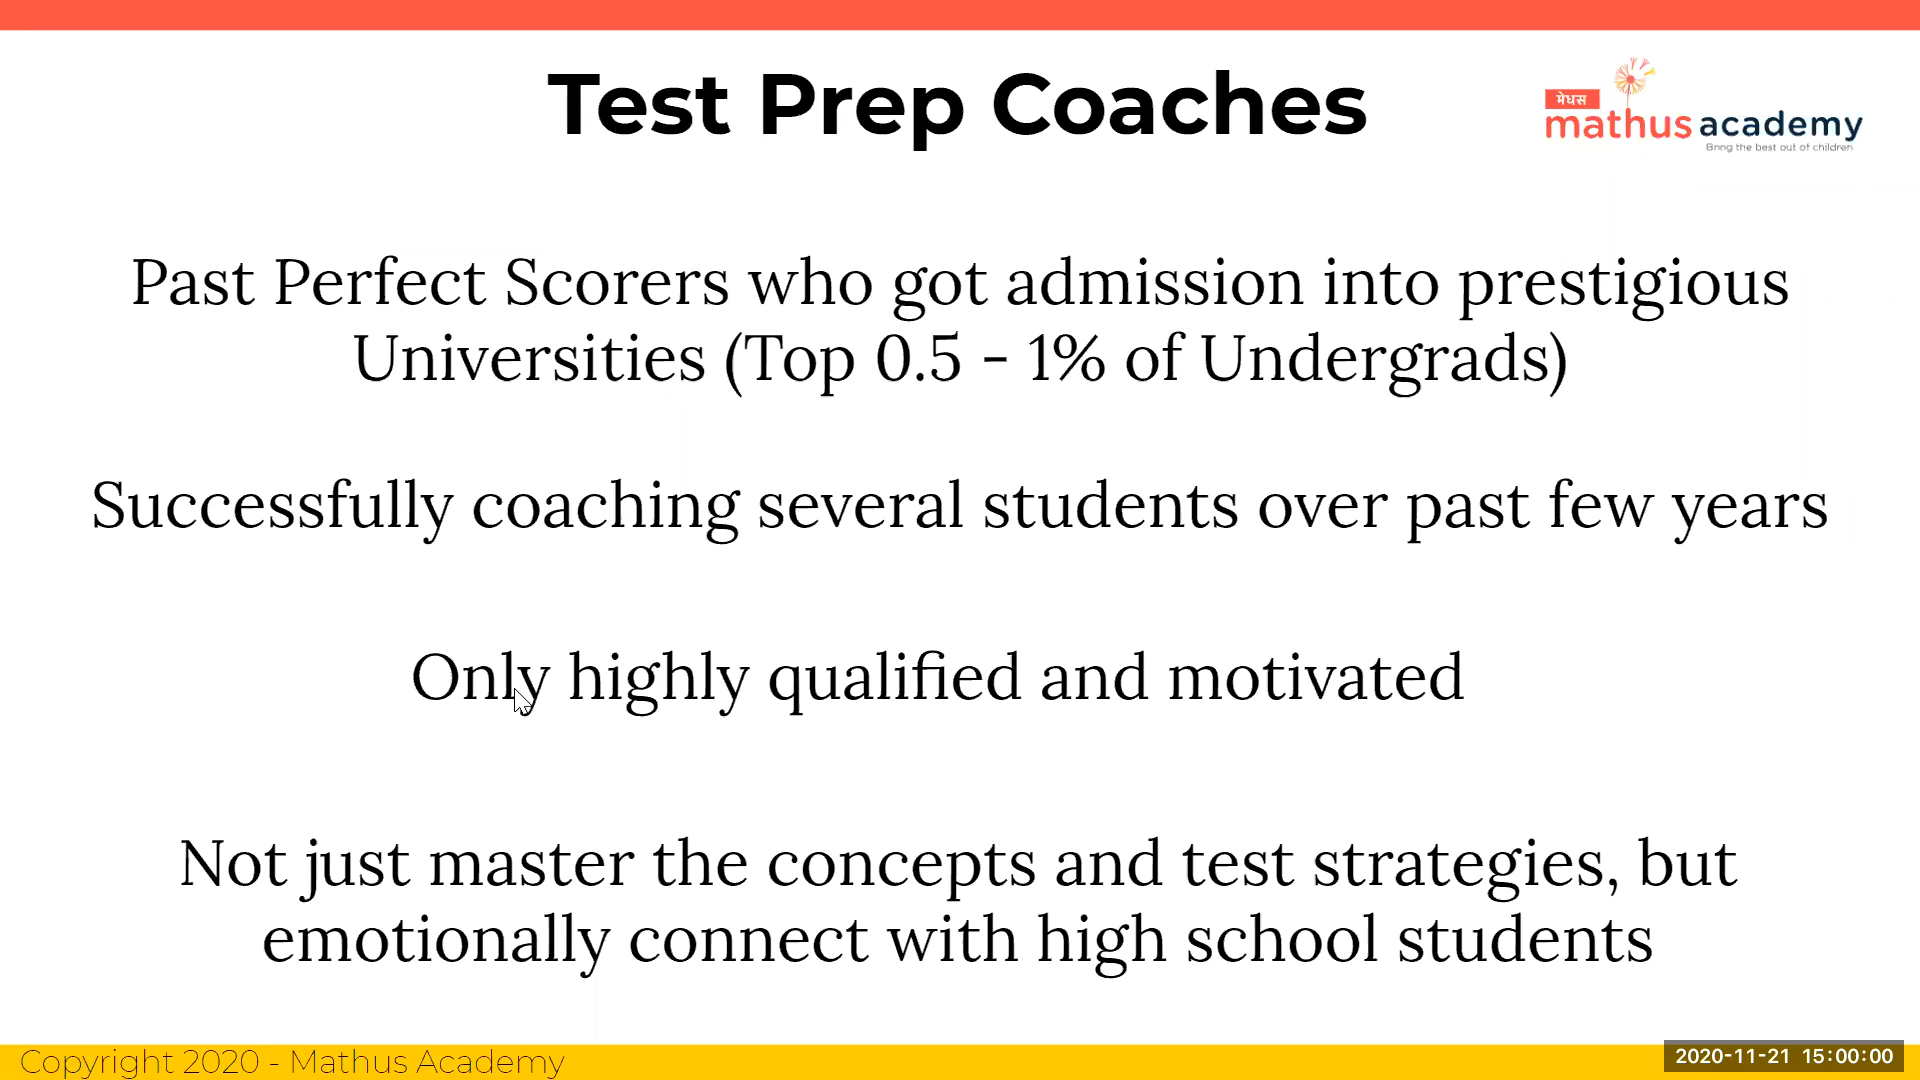 Test Prep Coaches
मेधस
mathus academy
Bring the best out of children
Past Perfect Scorers who got admission into prestigious
Universities (Top 0.5 - 1% of Undergrads)
Successfully coaching several students over past few years
Only highly qualified and motivated
Not just master the concepts and test strategies, but
emotionally connect with high school students
Copyright 2020 - Mathus Academy
2020-11-21 15:00:00